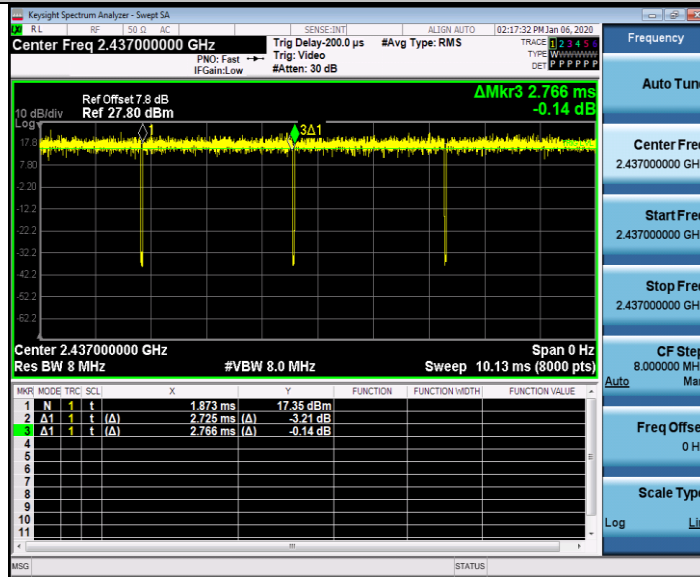 Keysight Spectrum Analyzer - Swept SA
RL RF 50 Ω AC SENSE:INT ALIGN AUTO 02:17:32 PM Jan 06, 2020
Center Freq 2.437000000 GHz
PNO: Fast
IFGain:Low
Trig Delay-200.0 µs
Trig: Video
#Atten: 30 dB
#Avg Type: RMS
TRACE 1 2 3 4 5 6
TYPE WWWWWW
DET P P P P P P
Ref Offset 7.8 dB
10 dB/div Ref 27.80 dBm
Log
ΔMkr3 2.766 ms
-0.14 dB
1
3Δ1
17.8
7.80
-2.20
-12.2
-22.2
-32.2
-42.2
-52.2
-62.2
Center 2.437000000 GHz Span 0 Hz
Res BW 8 MHz #VBW 8.0 MHz Sweep 10.13 ms (8000 pts)
MKR MODE TRC SCL X Y FUNCTION FUNCTION WIDTH FUNCTION VALUE
1 N 1 t 1.873 ms 17.35 dBm
2 Δ1 1 t (Δ) 2.725 ms (Δ) -3.21 dB
3 Δ1 1 t (Δ) 2.766 ms (Δ) -0.14 dB
4
5
6
7
8
9
10
11
MSG STATUS
Frequency
Auto Tun
Center Fre
2.437000000 GH
Start Fre
2.437000000 GH
Stop Fre
2.437000000 GH
CF Step
8.000000 MH
Auto Ma
Freq Offse
0 H
Scale Type
Log Li